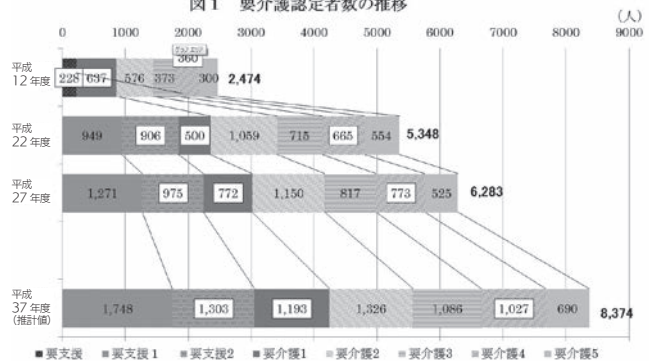 図1 要介護認定者数の推移
(人)
0 1000 2000 3000 4000 5000 6000 7000 8000 9000
360
平成
12年度
228 637 576 373 300 2,474
平成
22年度
949 906 500 1,059 715 665 554 5,348
平成
27年度
1,271 975 772 1,150 817 773 525 6,283
平成
37年度
(推計値)
1,748 1,303 1,193 1,326 1,086 1,027 690 8,374
■要支援 ■要支援1 ■要支援2 ■要介護1 ■要介護2 ■要介護3 ■要介護4 ■要介護5